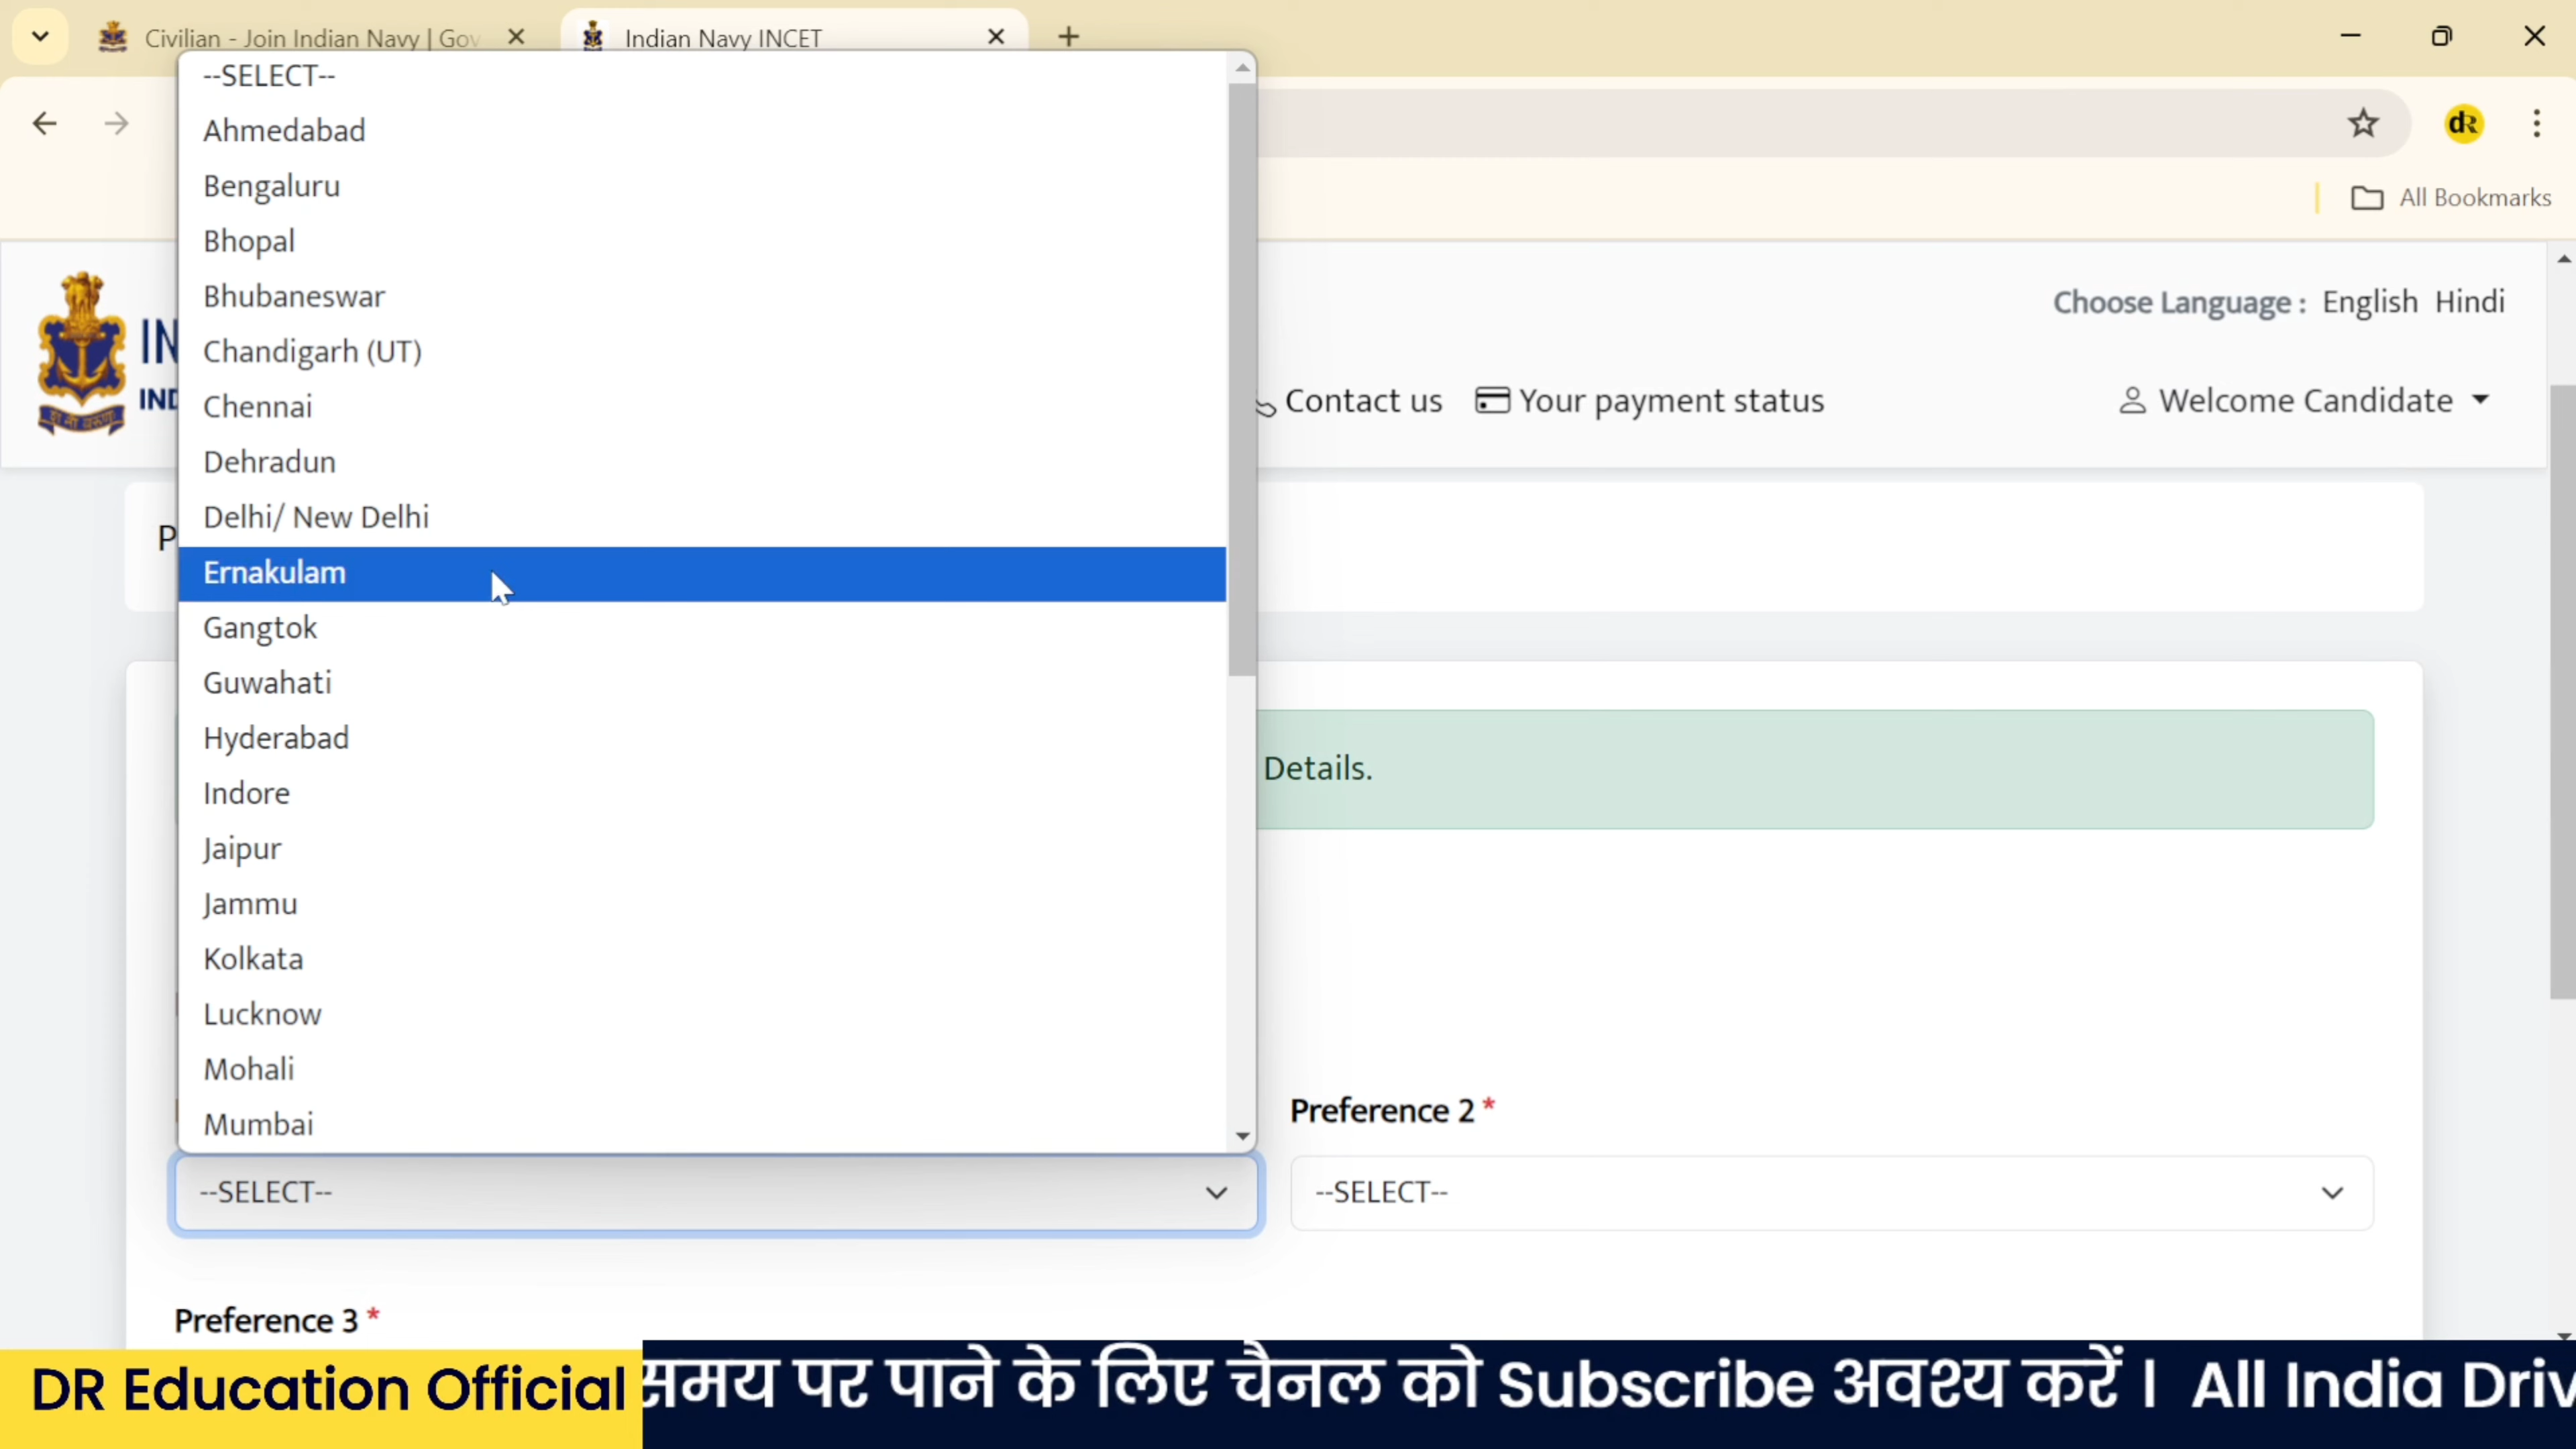 Civilian - Join Indian Navy | Gov
Indian Navy INCET
All Bookmarks
dR
--SELECT--
Ahmedabad
Bengaluru
Bhopal
Bhubaneswar
Chandigarh (UT)
Chennai
Dehradun
Delhi/ New Delhi
Ernakulam
Gangtok
Guwahati
Hyderabad
Indore
Jaipur
Jammu
Kolkata
Lucknow
Mohali
Mumbai
Choose Language : English Hindi
IN
IND
Contact us
Your payment status
Welcome Candidate
P
Details.
Preference 2 *
--SELECT--
--SELECT--
Preference 3 *
DR Education Official
समय पर पाने के लिए चैनल को Subscribe अवश्य करें । All India Driv